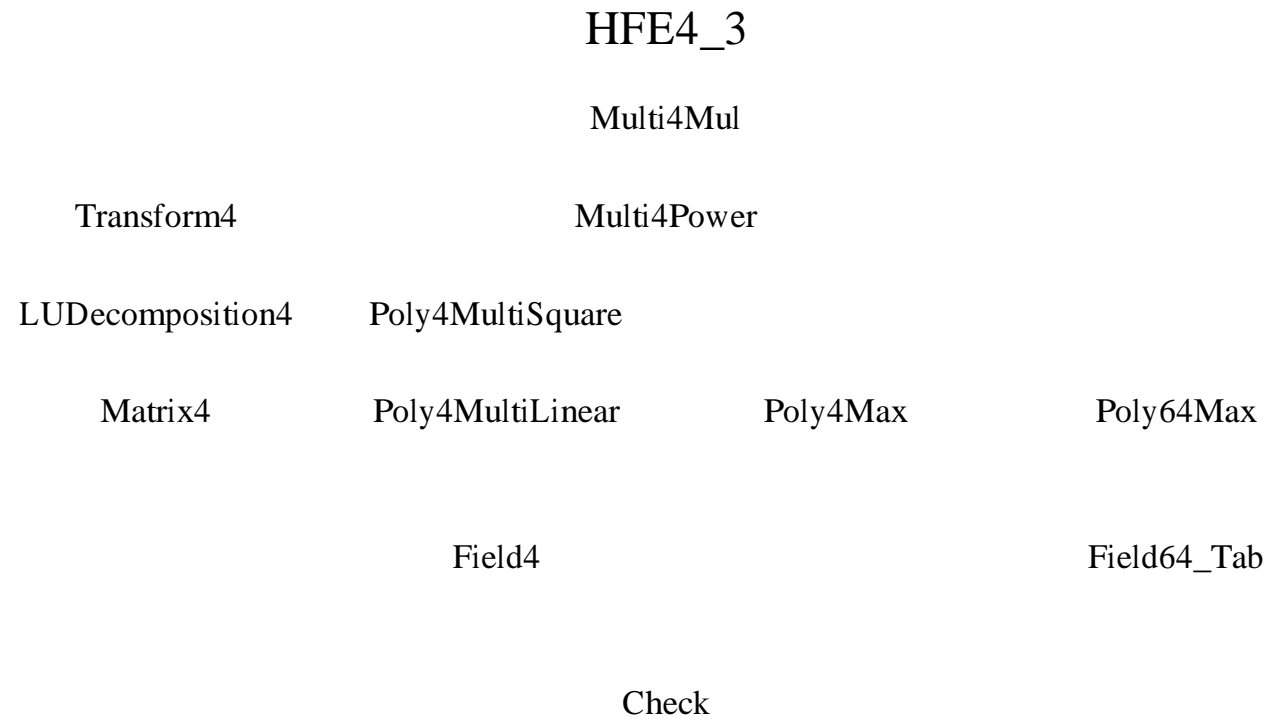 HFE4_3
Multi4Mul
Transform4 Multi4Power
LUDecomposition4 Poly4MultiSquare
Matrix4 Poly4MultiLinear Poly4Max Poly64Max
Field4 Field64_Tab
Check